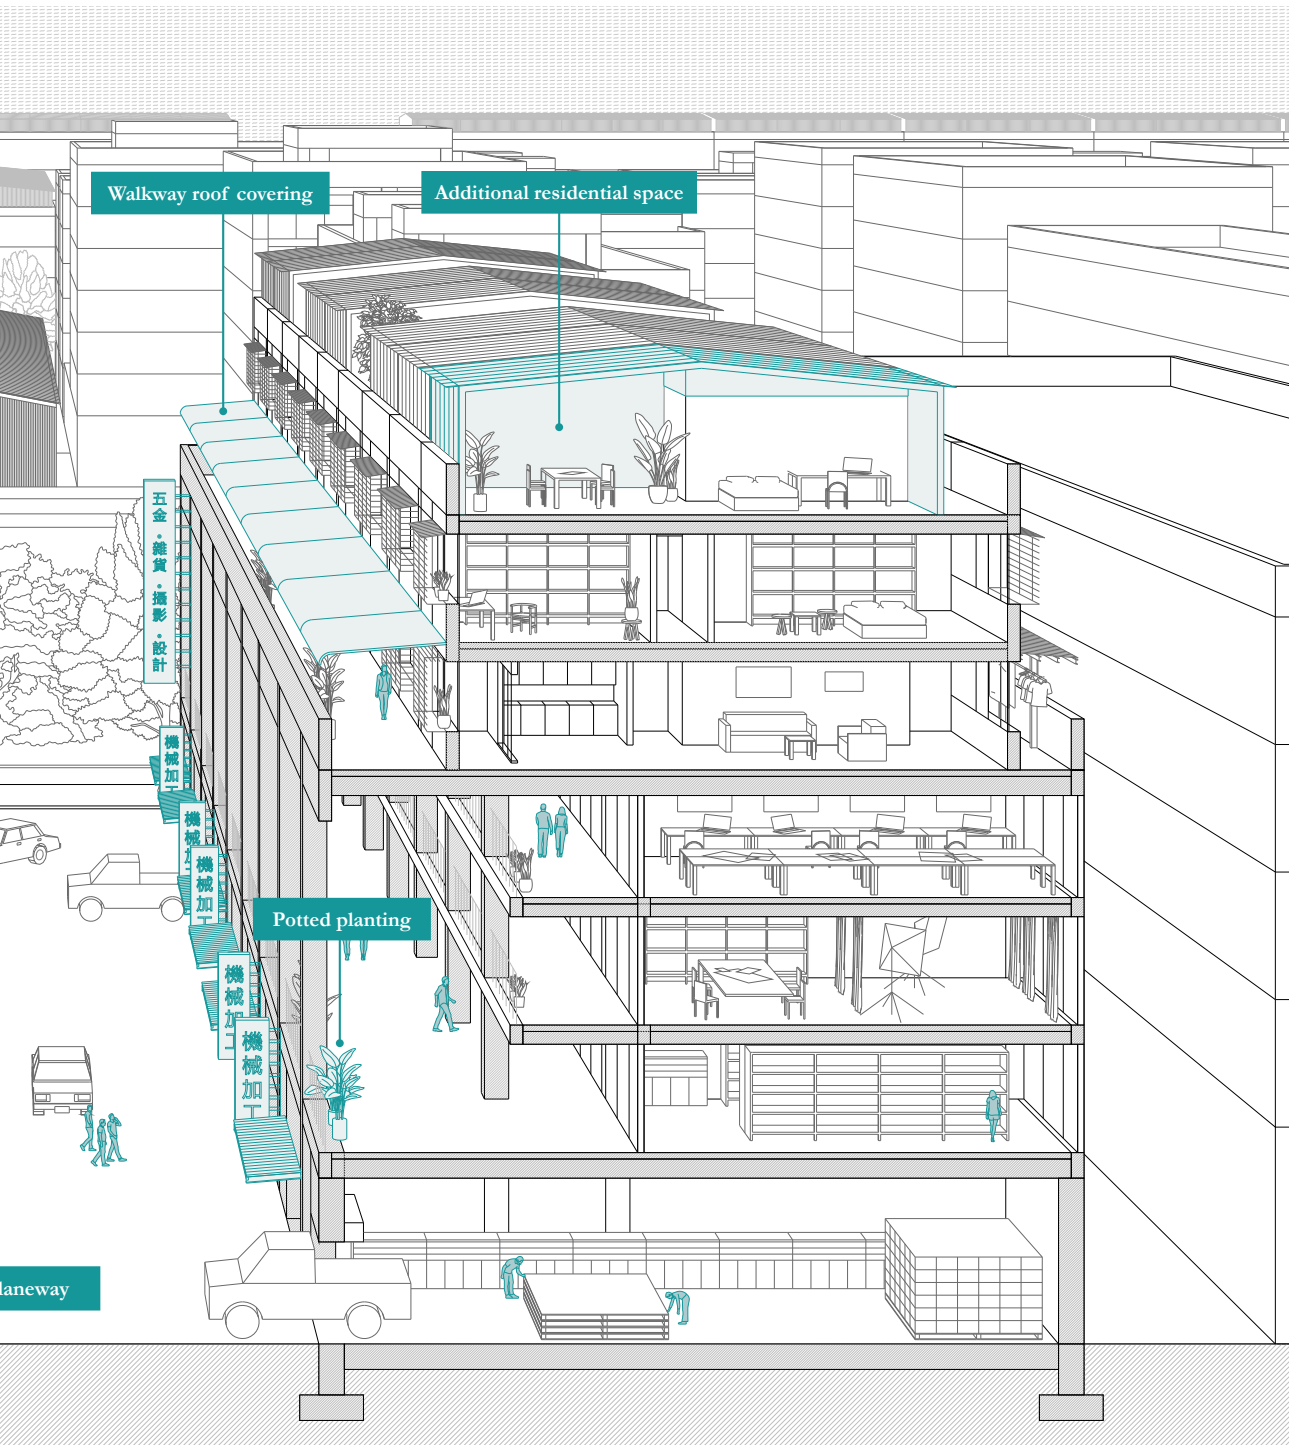 Walkway roof covering
Additional residential space
五金・雜貨・攝影・設計
機械加工
機械加
機械加工
Potted planting
機械加工
機械加工
laneway